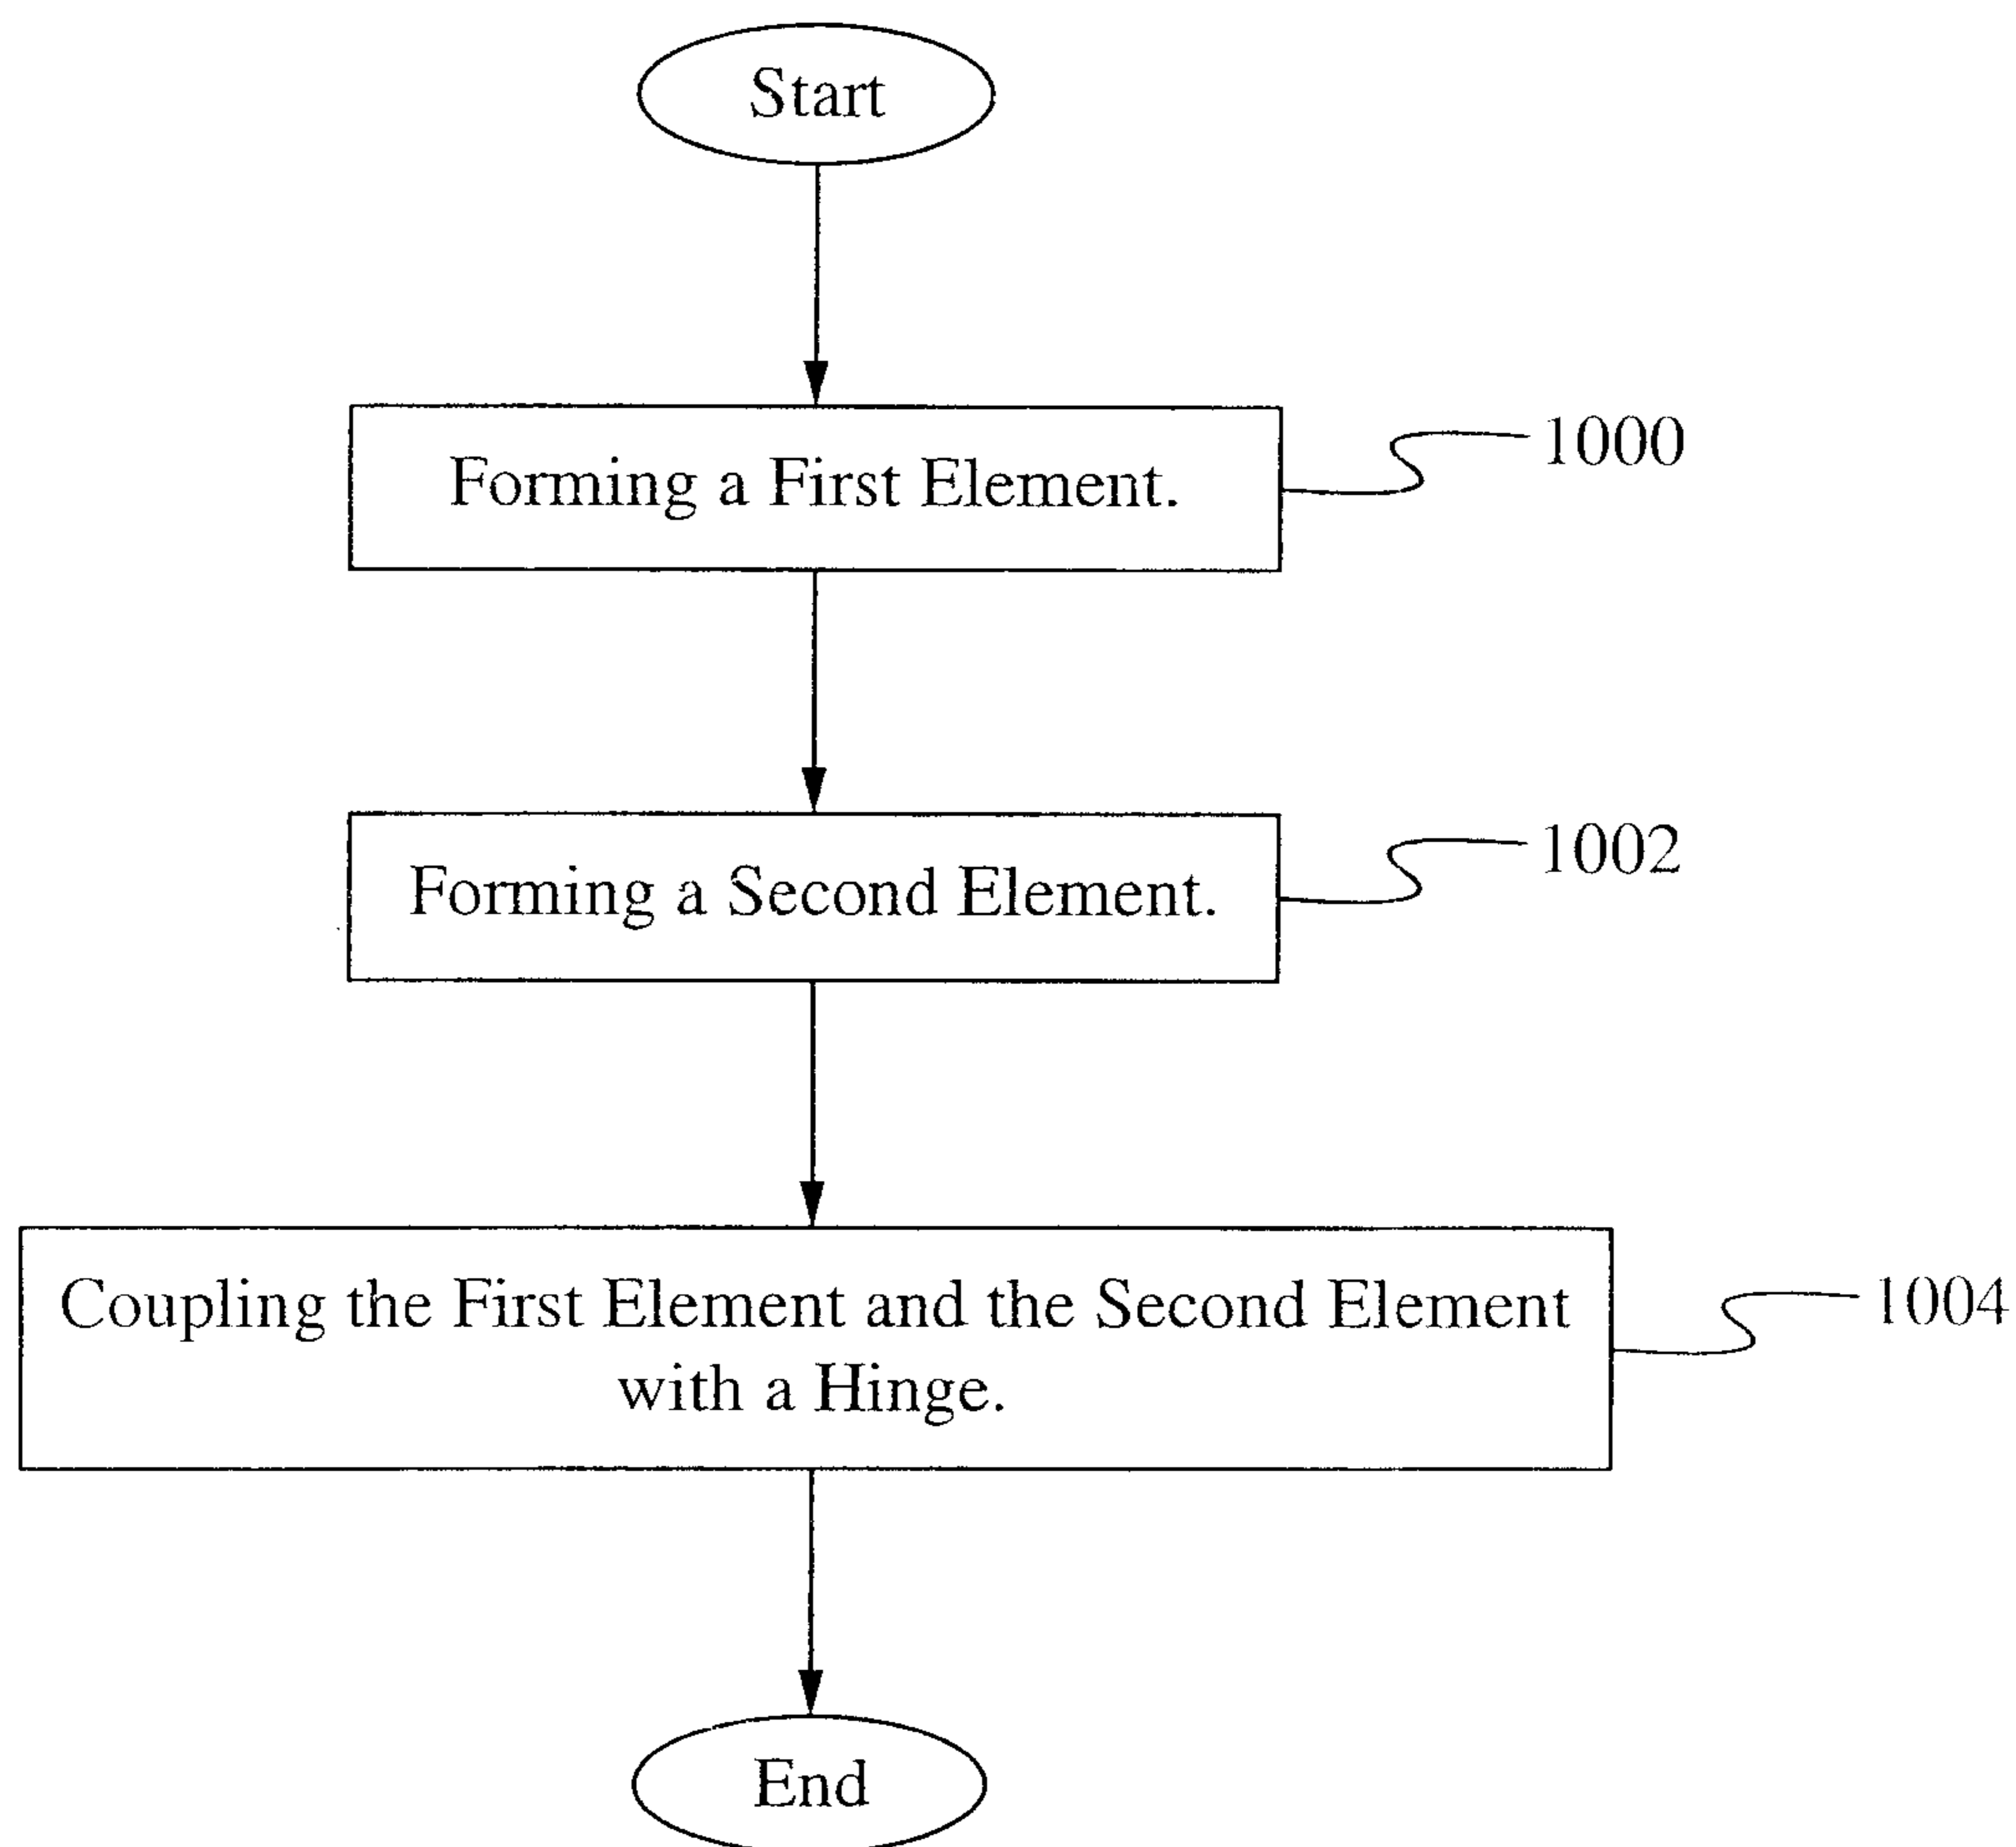 Start
Forming a First Element.
1000
Forming a Second Element.
1002
Coupling the First Element and the Second Element
with a Hinge.
1004
End